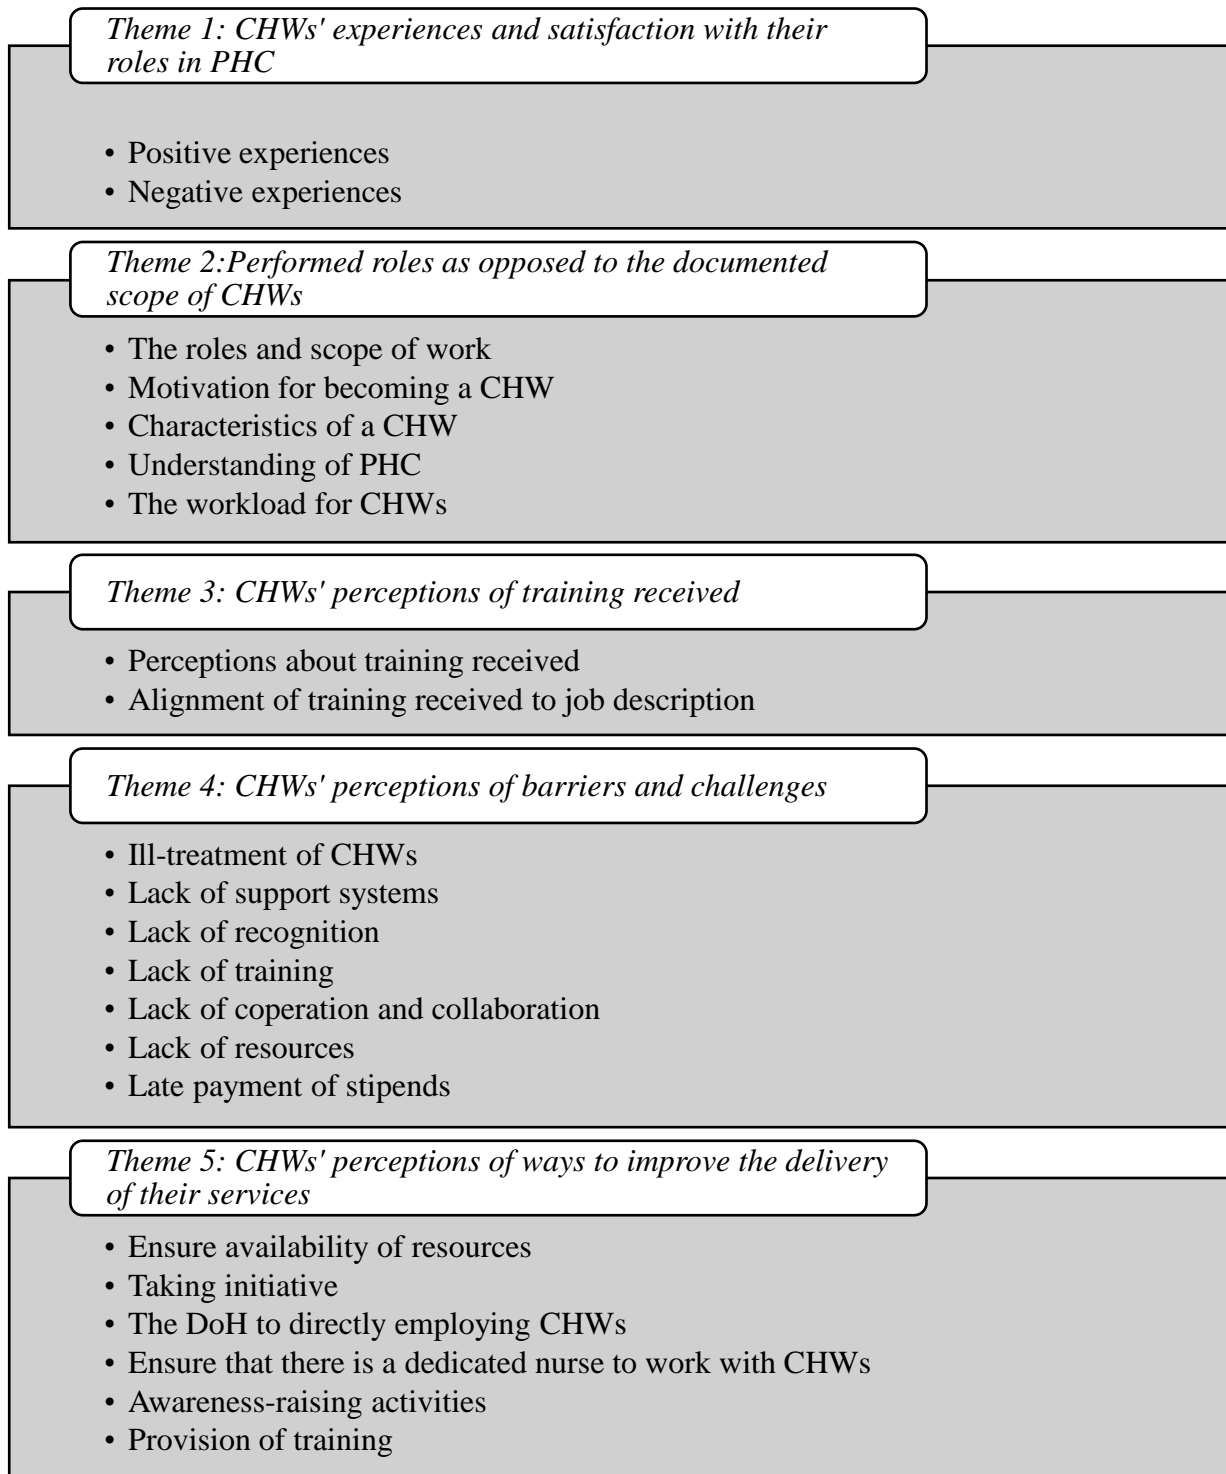 Theme 1: CHWs' experiences and satisfaction with their
roles in PHC
• Positive experiences
• Negative experiences
Theme 2:Performed roles as opposed to the documented
scope of CHWs
• The roles and scope of work
• Motivation for becoming a CHW
• Characteristics of a CHW
• Understanding of PHC
• The workload for CHWs
Theme 3: CHWs' perceptions of training received
• Perceptions about training received
• Alignment of training received to job description
Theme 4: CHWs' perceptions of barriers and challenges
• Ill-treatment of CHWs
• Lack of support systems
• Lack of recognition
• Lack of training
• Lack of coperation and collaboration
• Lack of resources
• Late payment of stipends
Theme 5: CHWs' perceptions of ways to improve the delivery
of their services
• Ensure availability of resources
• Taking initiative
• The DoH to directly employing CHWs
• Ensure that there is a dedicated nurse to work with CHWs
• Awareness-raising activities
• Provision of training